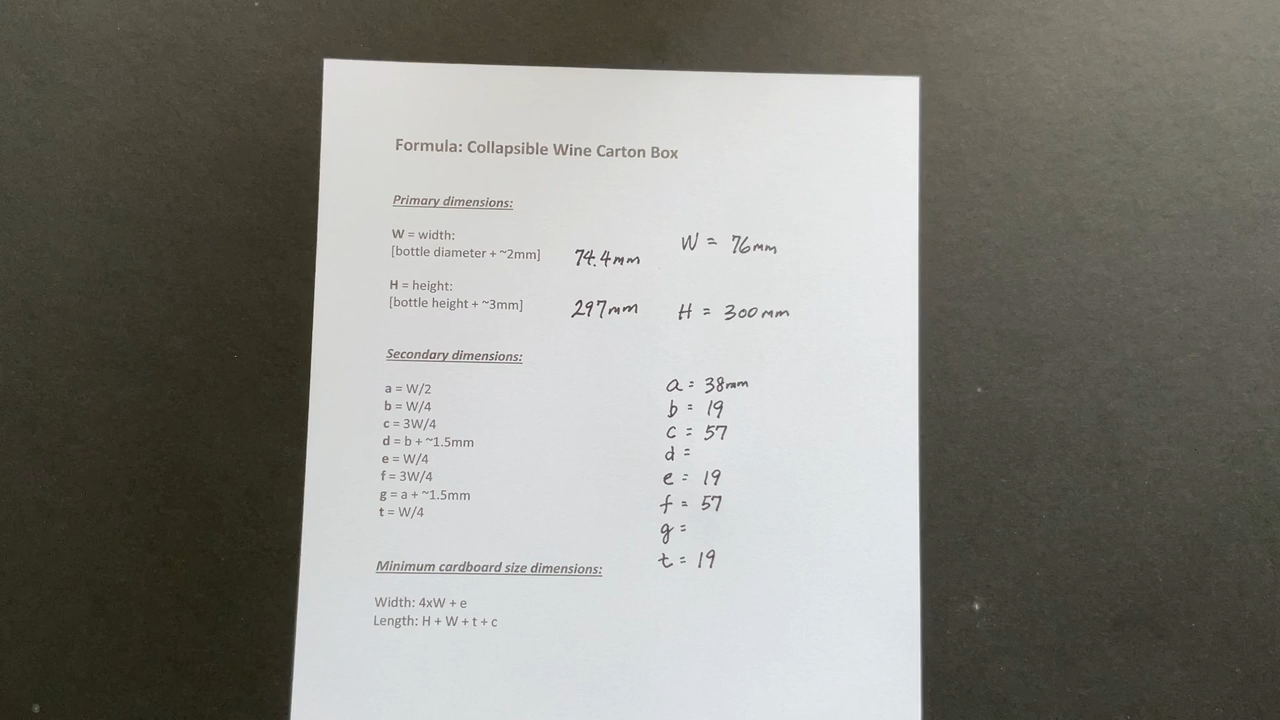 Formula: Collapsible Wine Carton Box
Primary dimensions:
W = width:
[bottle diameter + ~2mm] 74.4mm W = 76mm
H = height:
[bottle height + ~3mm] 297mm H = 300mm
Secondary dimensions:
a = W/2 a = 38mm
b = W/4 b = 19
c = 3W/4 c = 57
d = b + ~1.5mm d =
e = W/4 e = 19
f = 3W/4 f = 57
g = a + ~1.5mm g =
t = W/4 t = 19
Minimum cardboard size dimensions:
Width: 4xW + e
Length: H + W + t + c